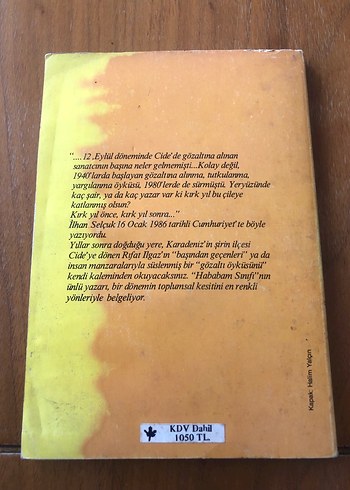 "....12 .Eylül döneminde Cide'de gözaltına alınan
sanatcının başına neler gelmemişti...Kolay değil,
1940'larda başlayan gözaltına alınma, tutkulanma,
yargılanma öyküsü, 1980'lerde de sürmüştü. Yeryüzünde
kaç şair, ya da kaç yazar var ki kırk yıl bu çileye
katlanmış olsun?
Kırk yıl önce, kırk yıl sonra..."
İlhan Selçuk 16 Ocak 1986 tarihli Cumhuriyet'te böyle
yazıyordu.
Yıllar sonra doğduğu yere, Karadeniz'in şirin ilçesi
Cide'ye dönen Rıfat Ilgaz'ın "başından geçenleri" ya da
insan manzaralarıyla süslenmiş bir "gözaltı öyküsünü"
kendi kaleminden okuyacaksınız. "Hababam Sınıfı"nın
ünlü yazarı, bir dönemin toplumsal kesitini en renkli
yönleriyle belgeliyor.
Kapak: Halim Yalçın
KDV Dahil
1050 TL.